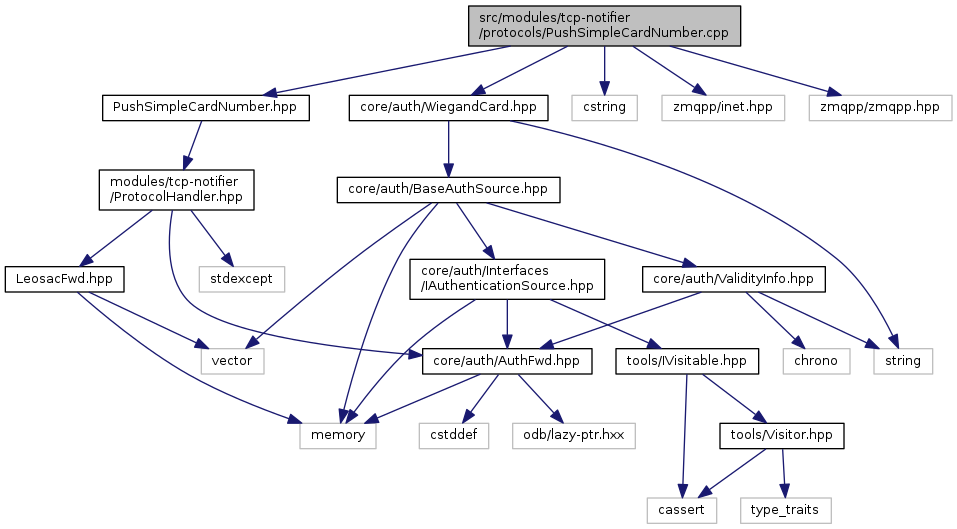 src/modules/tcp-notifier
/protocols/PushSimpleCardNumber.cpp
PushSimpleCardNumber.hpp
core/auth/WiegandCard.hpp
cstring
zmqpp/inet.hpp
zmqpp/zmqpp.hpp
modules/tcp-notifier
/ProtocolHandler.hpp
core/auth/BaseAuthSource.hpp
LeosacFwd.hpp
stdexcept
core/auth/Interfaces
/IAuthenticationSource.hpp
core/auth/ValidityInfo.hpp
vector
core/auth/AuthFwd.hpp
tools/IVisitable.hpp
chrono
string
memory
cstddef
odb/lazy-ptr.hxx
tools/Visitor.hpp
cassert
type_traits